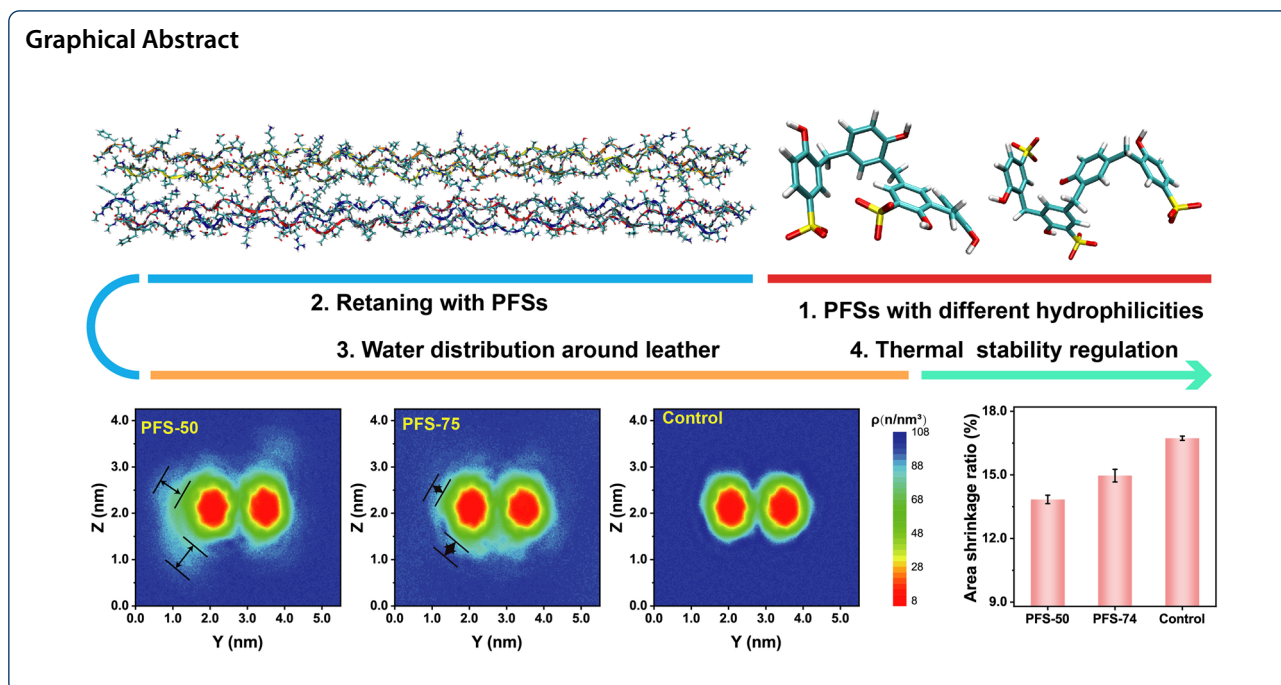 Graphical Abstract
2. Retaning with PFSs
1. PFSs with different hydrophilicities
3. Water distribution around leather
4. Thermal stability regulation
PFS-50
4.0
3.0
2.0
1.0
0.0
Z (nm)
0.0 1.0 2.0 3.0 4.0 5.0
Y (nm)
PFS-75
4.0
3.0
2.0
1.0
0.0
Z (nm)
0.0 1.0 2.0 3.0 4.0 5.0
Y (nm)
Control
4.0
3.0
2.0
1.0
0.0
Z (nm)
0.0 1.0 2.0 3.0 4.0 5.0
Y (nm)
ρ(n/nm³)
108
98
88
68
48
28
8
Area shrinkage ratio (%)
18.0
15.0
12.0
9.0
PFS-50 PFS-74 Control